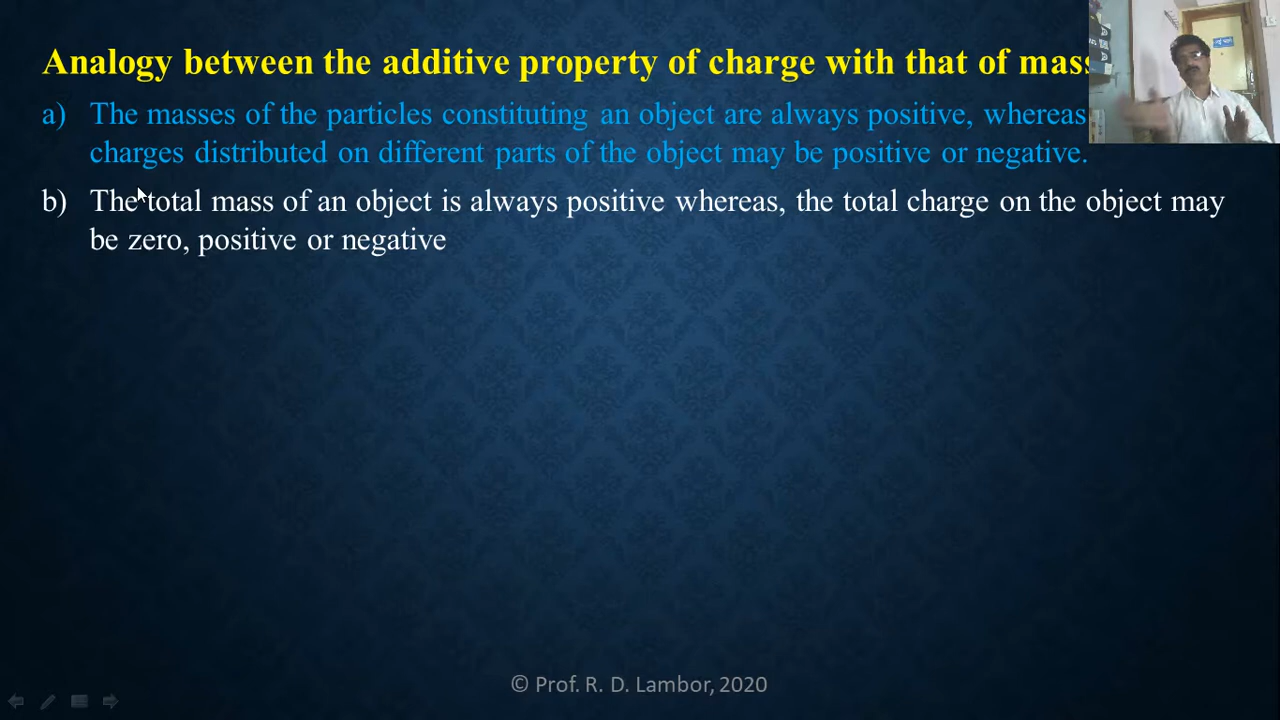 Analogy between the additive property of charge with that of mass
a) The masses of the particles constituting an object are always positive, whereas
charges distributed on different parts of the object may be positive or negative.
b) The total mass of an object is always positive whereas, the total charge on the object may
be zero, positive or negative
© Prof. R. D. Lambor, 2020